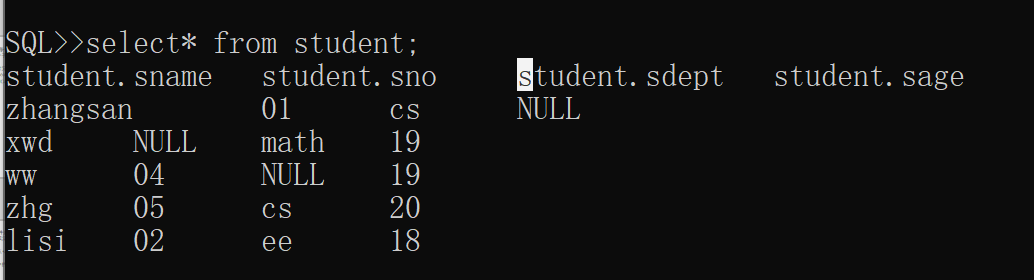 SQL>>select* from student;
student.sname student.sno student.sdept student.sage
zhangsan 01 cs NULL
xwd NULL math 19
ww 04 NULL 19
zhg 05 cs 20
lisi 02 ee 18